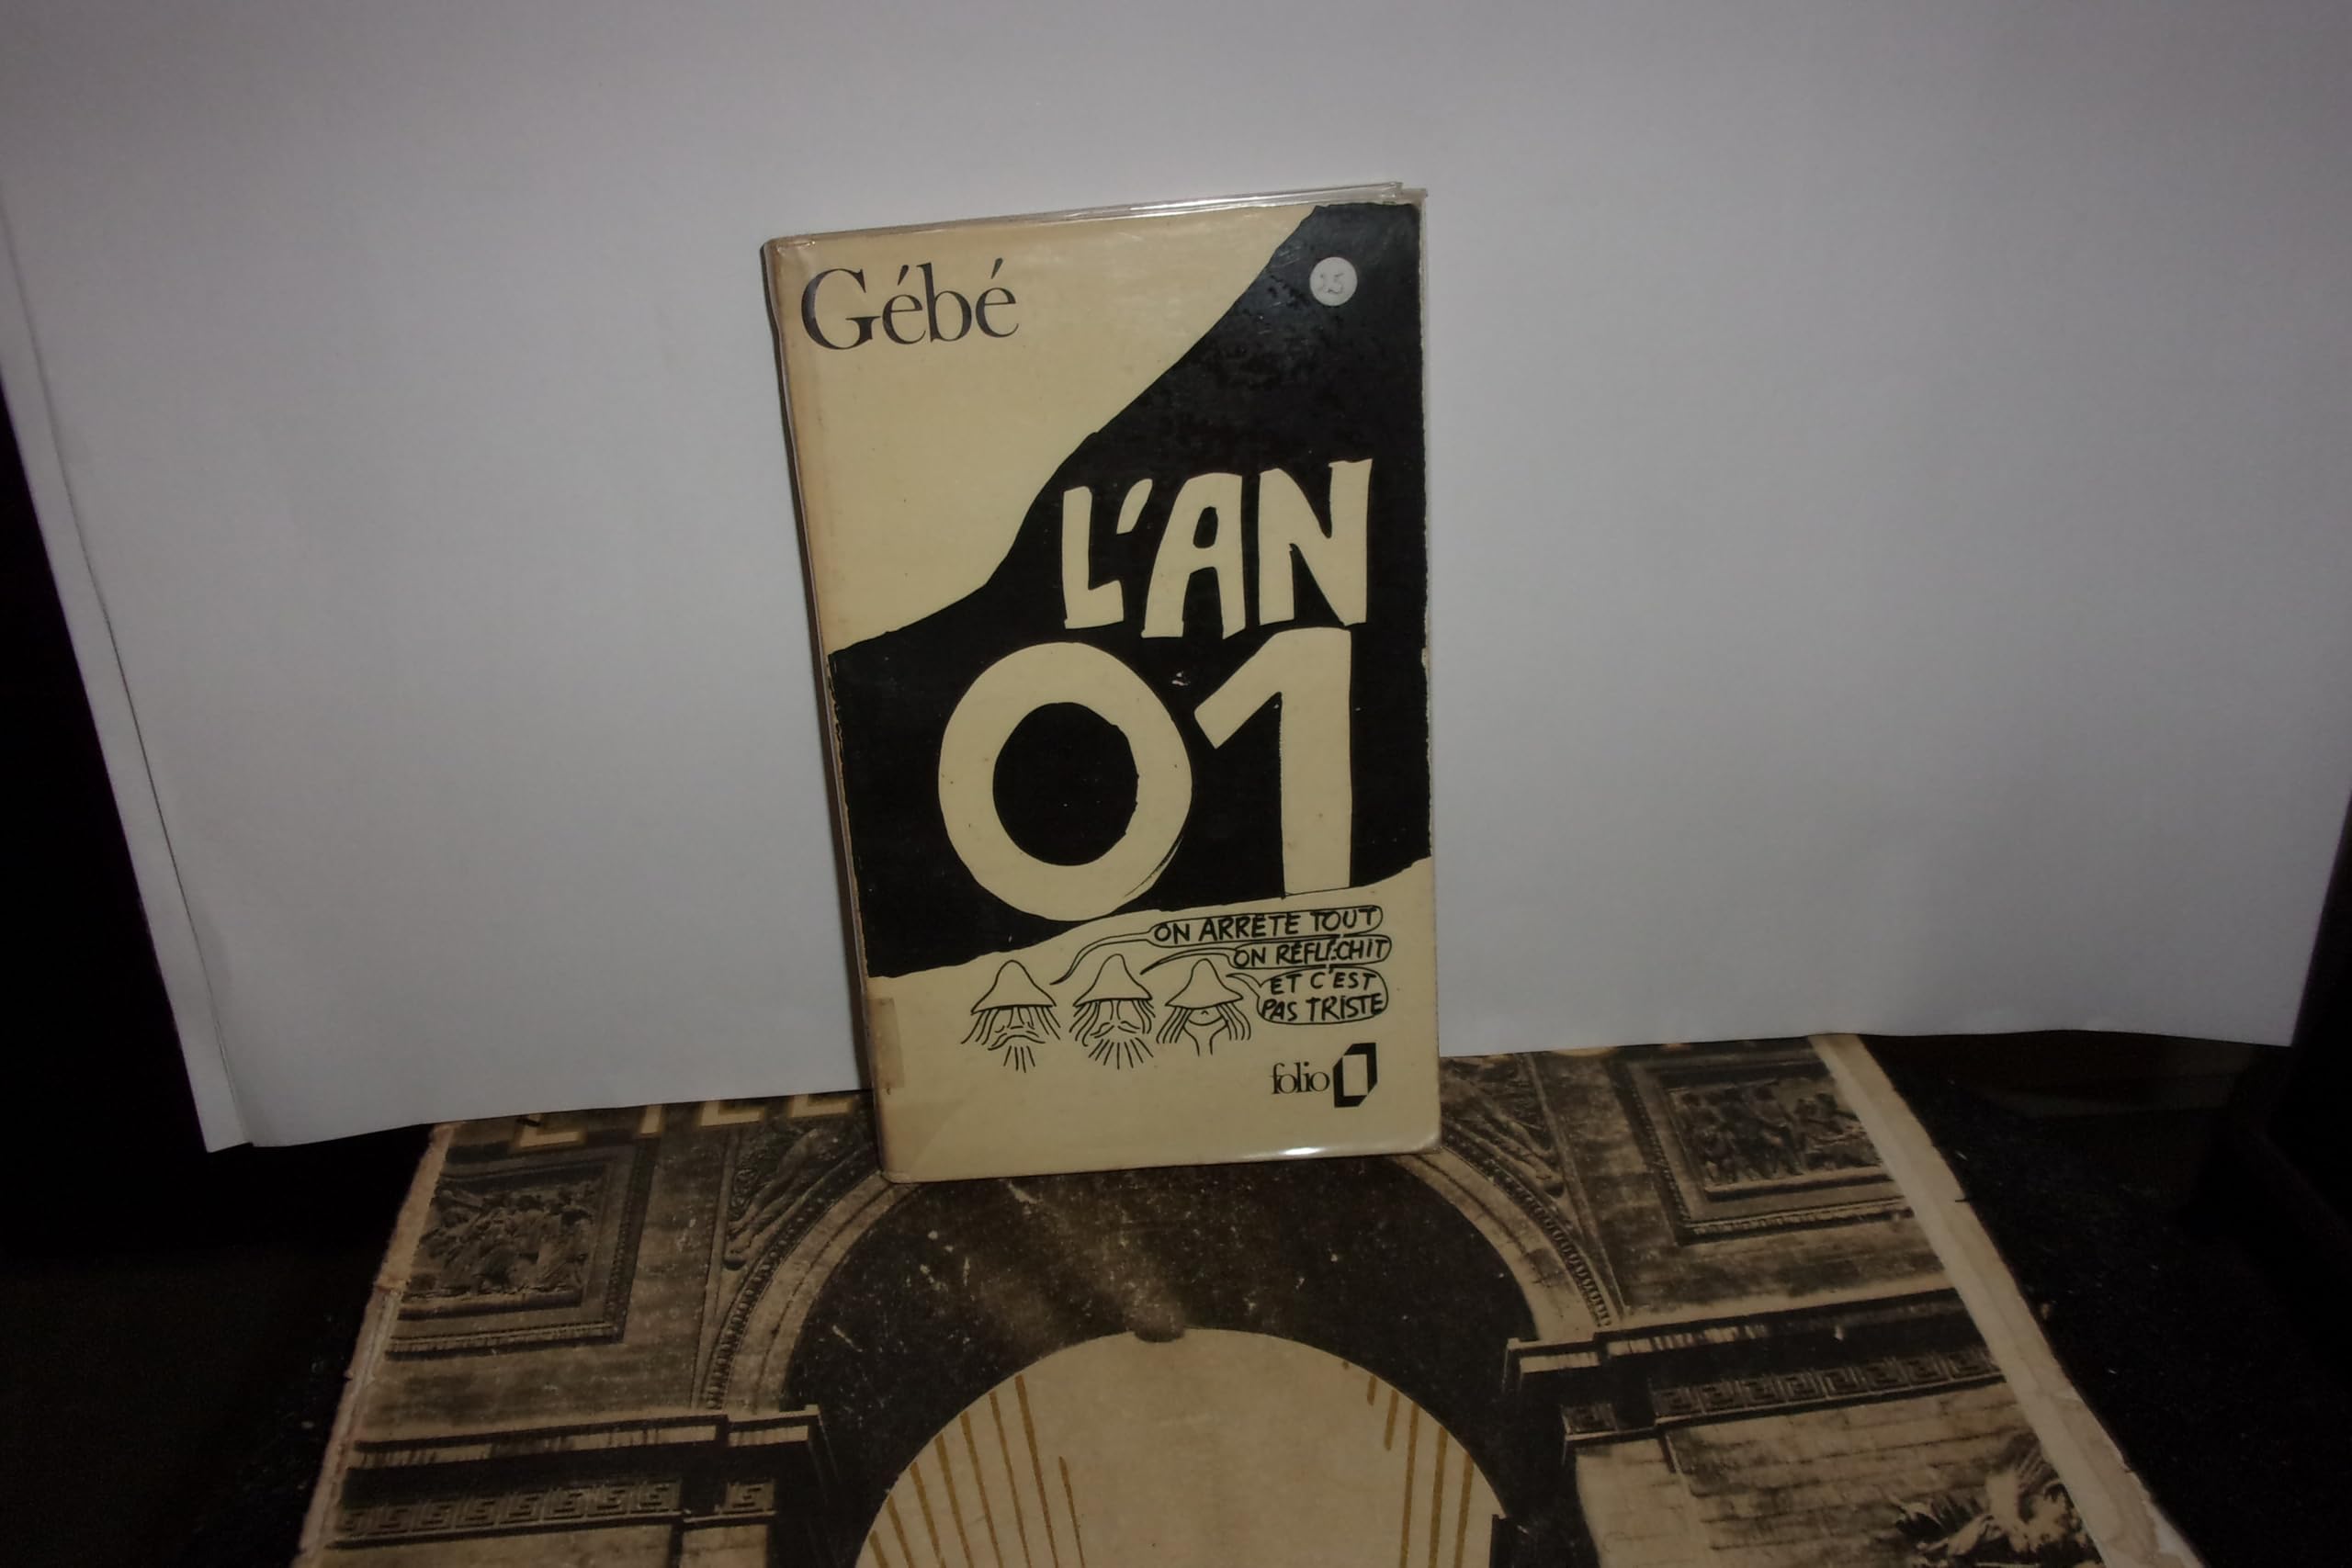 Gébé
L'AN
01
ON ARRETE TOUT
ON RÉFLÉCHIT
ET C'EST
PAS TRISTE
folio